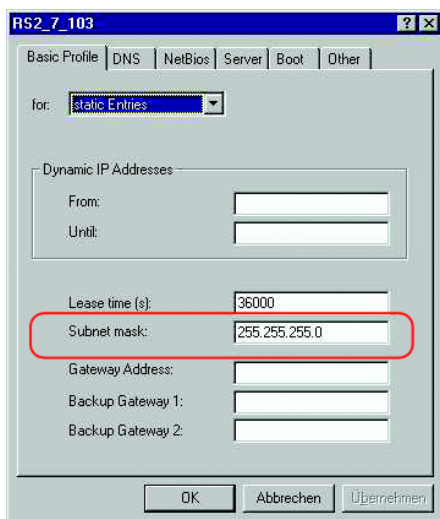 RS2_7_103
Basic Profile DNS NetBios Server Boot Other
for: static Entries
Dynamic IP Addresses
From:
Until:
Lease time (s): 36000
Subnet mask: 255.255.255.0
Gateway Address:
Backup Gateway 1:
Backup Gateway 2:
OK Abbrechen Übernehmen